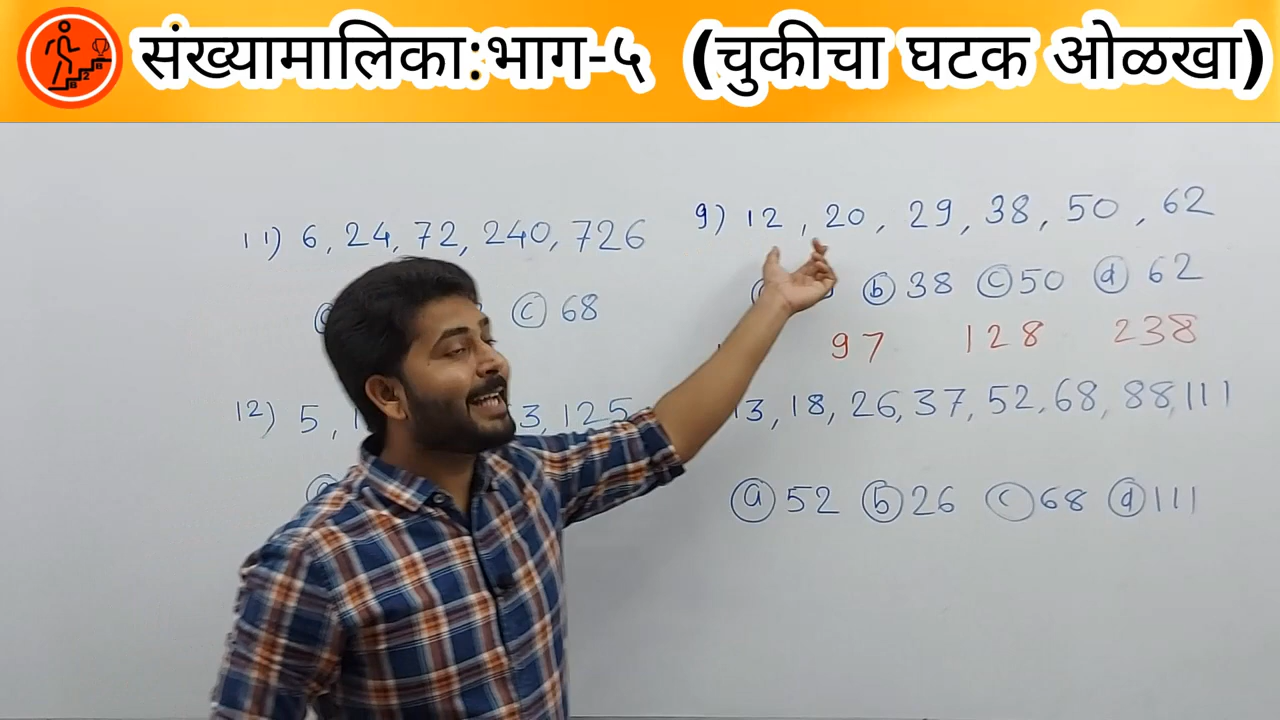 संख्यामालिका:भाग-५ (चुकीचा घटक ओळखा)
11) 6, 24, 72, 240, 726
ⓒ 68
12) 5, 125
9) 12, 20, 29, 38, 50, 62
ⓑ 38 ⓒ 50 ⓓ 62
97 128 238
13, 18, 26, 37, 52, 68, 88, 111
ⓐ 52 ⓑ 26 ⓒ 68 ⓓ 111